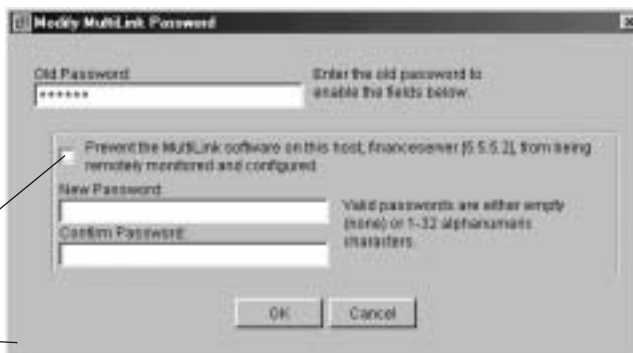 Modify MultiLink Password
Old Password:
******
Enter the old password to
enable the fields below.
Prevent the MultiLink software on this host, financeserver [5.5.5.2], from being
remotely monitored and configured.
New Password:
Valid passwords are either empty
(none) or 1-32 alphanumeric
characters.
Confirm Password:
OK
Cancel